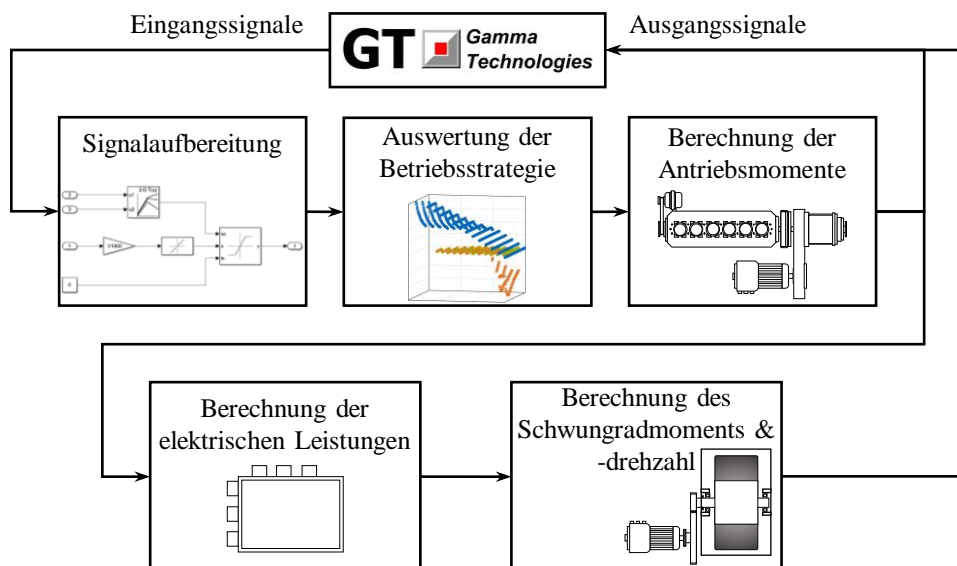 Eingangssignale
GT
Gamma
Technologies
Ausgangssignale
Signalaufbereitung
Auswertung der
Betriebsstrategie
Berechnung der
Antriebsmomente
Berechnung der
elektrischen Leistungen
Berechnung des
Schwungradmoments &
-drehzahl